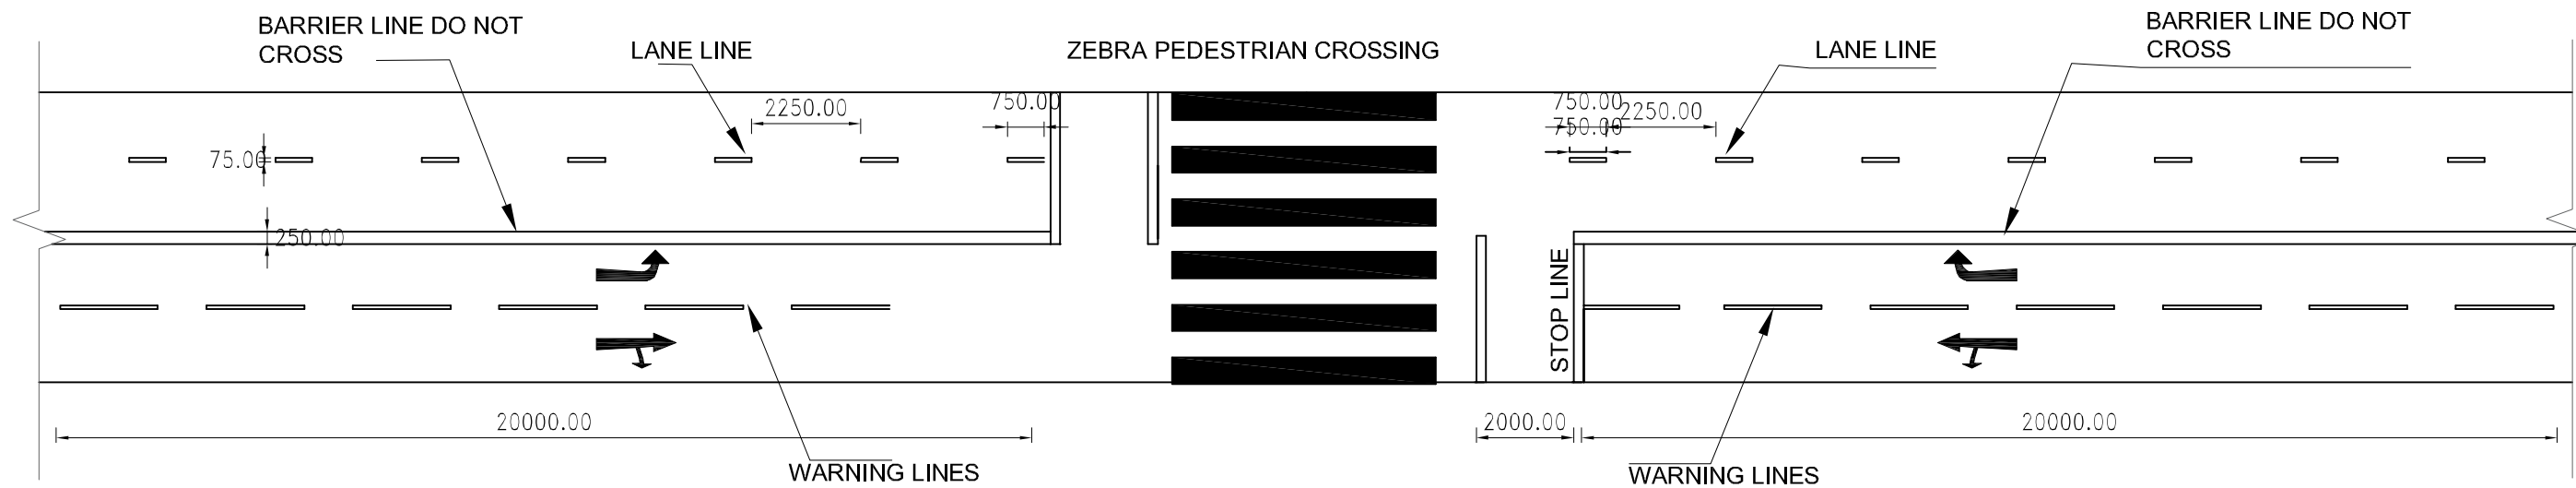 BARRIER LINE DO NOT
CROSS
LANE LINE
ZEBRA PEDESTRIAN CROSSING
LANE LINE
BARRIER LINE DO NOT
CROSS
2250.00
750.00
750.00
2250.00
750.00
75.00
250.00
STOP LINE
20000.00
2000.00
20000.00
WARNING LINES
WARNING LINES